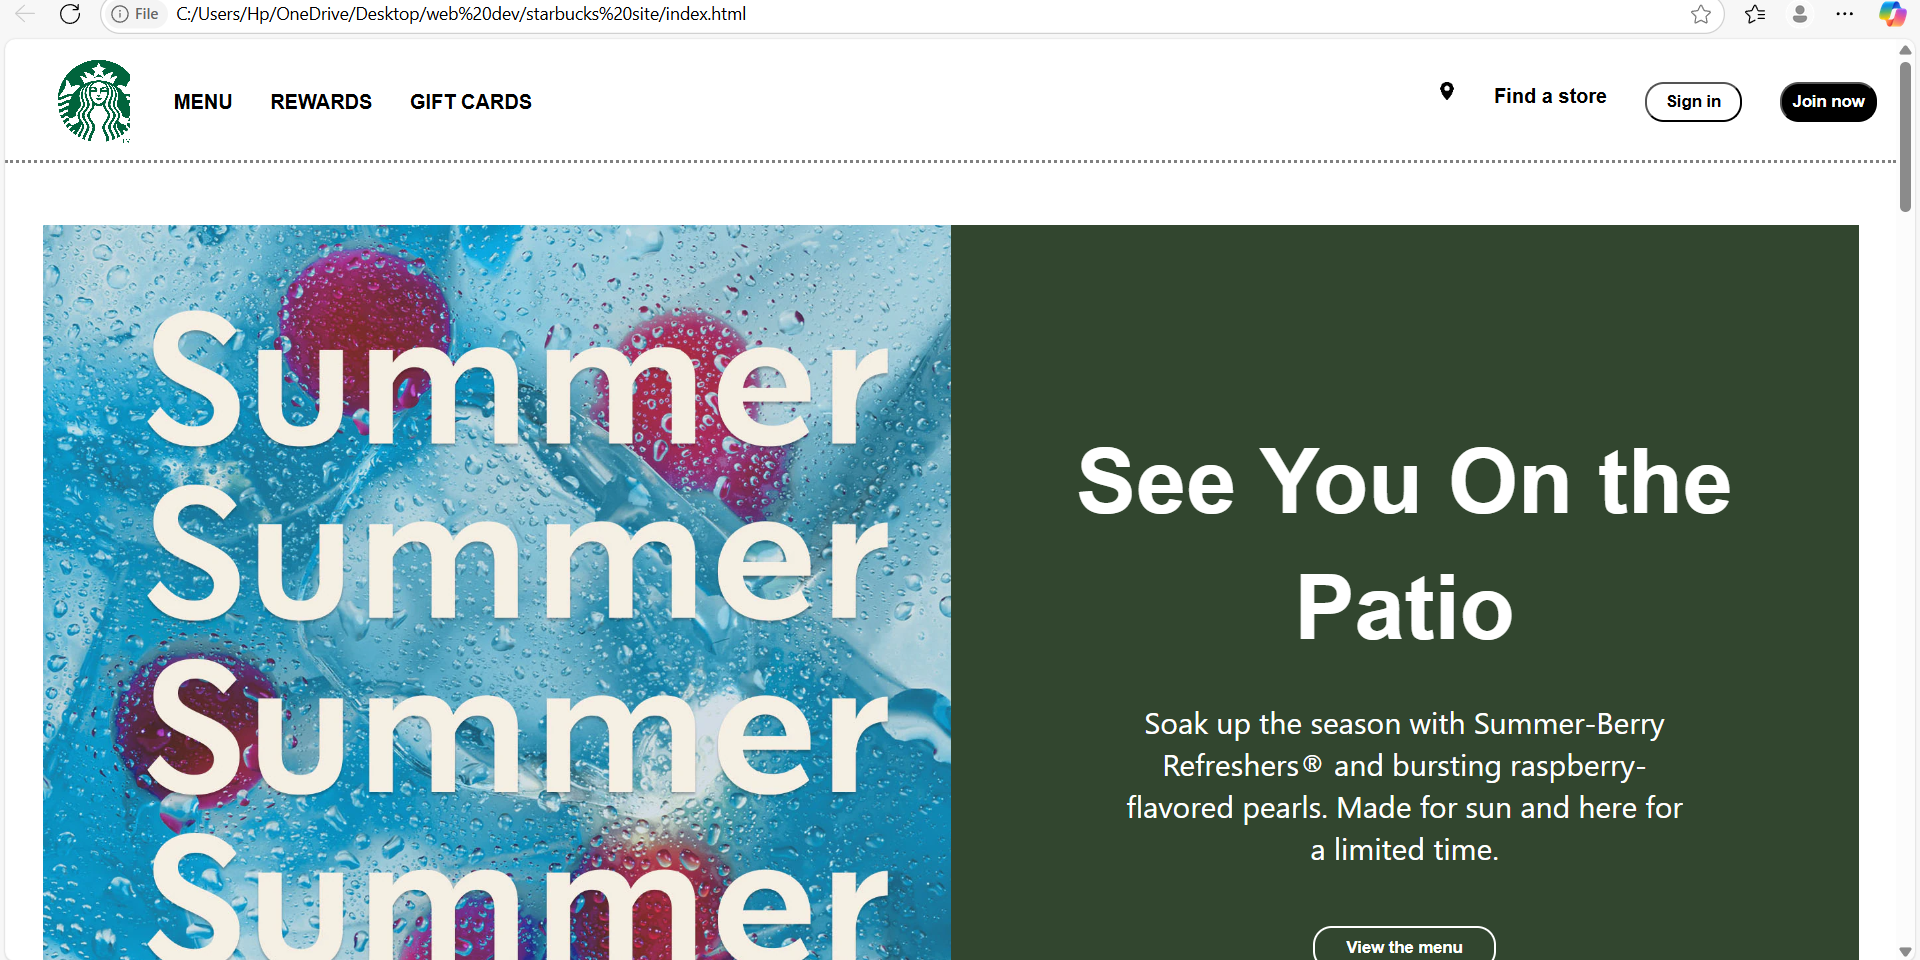 File C:/Users/Hp/OneDrive/Desktop/web%20dev/starbucks%20site/index.html
MENU REWARDS GIFT CARDS Find a store Sign in Join now
Summer
Summer
Summer
Summer
See You On the
Patio
Soak up the season with Summer-Berry
Refreshers® and bursting raspberry-
flavored pearls. Made for sun and here for
a limited time.
View the menu